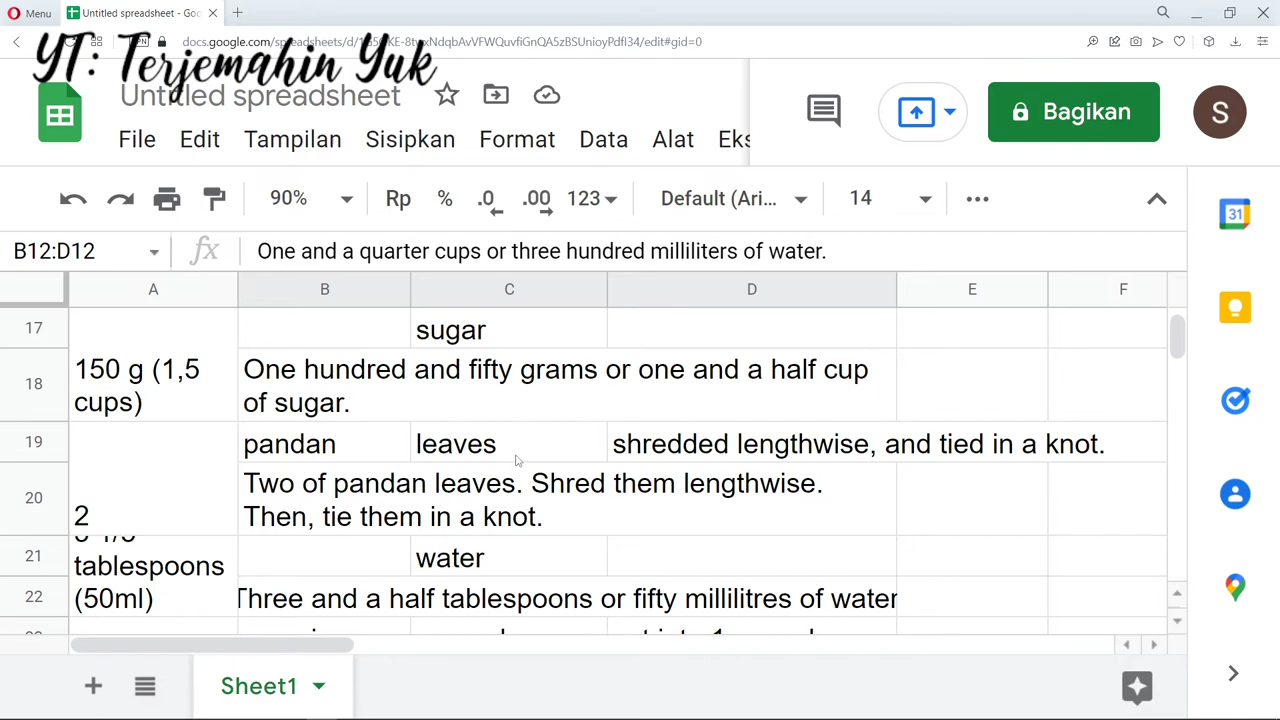 Menu
Untitled spreadsheet - Goo
YT: Terjemahin Yuk
Untitled spreadsheet
File Edit Tampilan Sisipkan Format Data Alat Eks
Bagikan
S
90% Rp % .0 .00 123 Default (Ari... 14
31
B12:D12 fx One and a quarter cups or three hundred milliliters of water.
A B C D E F
17 sugar
18 150 g (1,5 cups) One hundred and fifty grams or one and a half cup
of sugar.
19 pandan leaves shredded lengthwise, and tied in a knot.
20 2 Two of pandan leaves. Shred them lengthwise.
Then, tie them in a knot.
21 tablespoons water
22 (50ml) Three and a half tablespoons or fifty millilitres of water
Sheet1